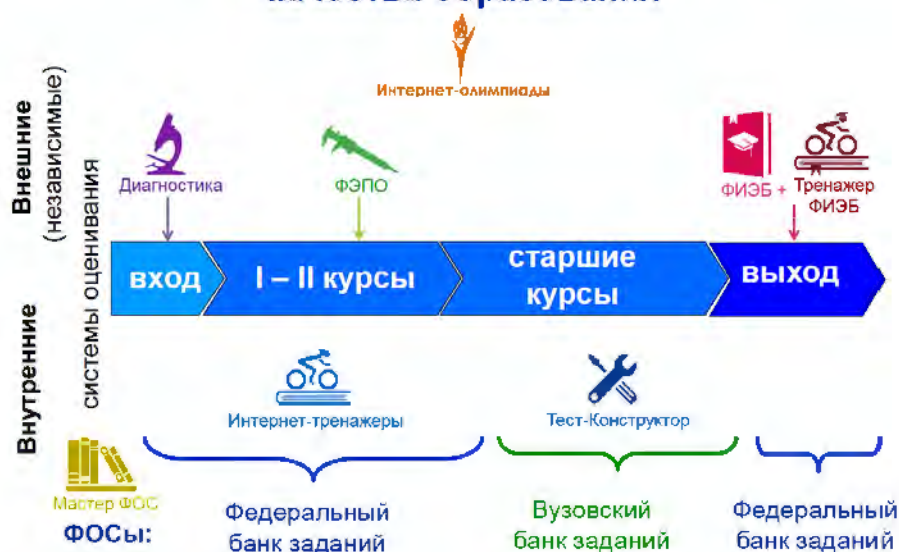 Интернет-олимпиады
Внешние
(независимые)
системы оценивания
Внутренние
Диагностика
ФЭПО
ФИЭБ +
Тренажер
ФИЭБ
вход
I – II курсы
старшие
курсы
выход
Интернет-тренажеры
Тест-Конструктор
Мастер ФОС
ФОСы:
Федеральный
банк заданий
Вузовский
банк заданий
Федеральный
банк заданий